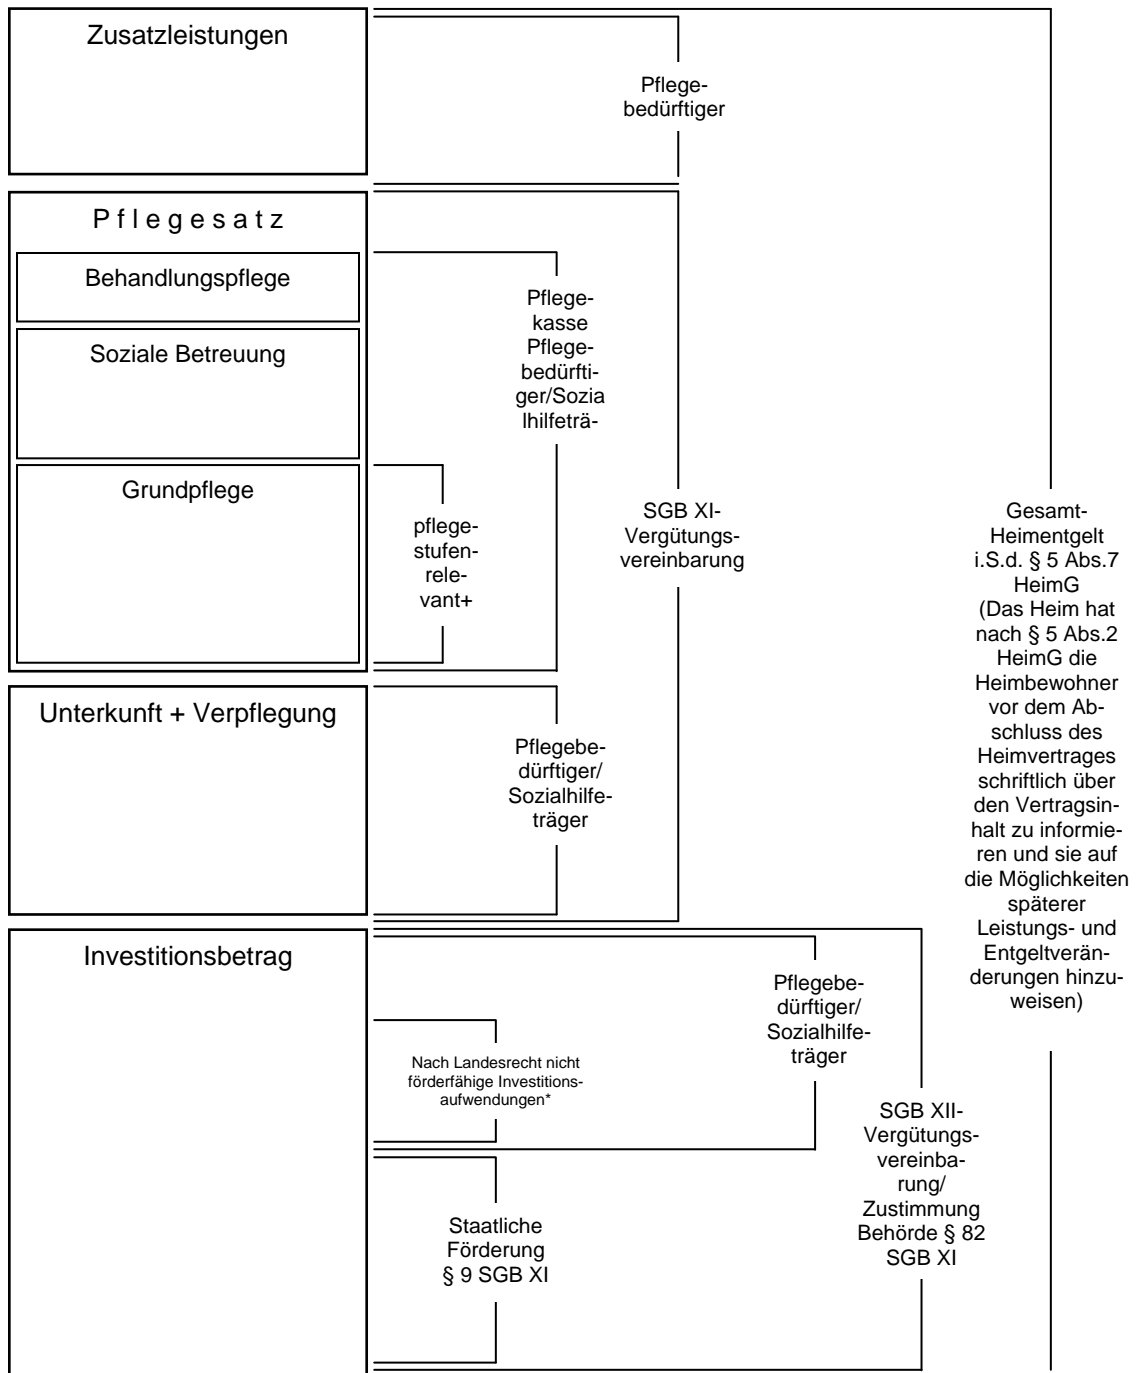 Zusatzleistungen
Pflege-
bedürftiger
P f l e g e s a t z
Behandlungspflege
Soziale Betreuung
Grundpflege
Pflege-
kasse
Pflege-
bedürfti-
ger/Sozia
lhilfeträ-
pflege-
stufen-
rele-
vant+
SGB XI-
Vergütungs-
vereinbarung
Gesamt-
Heimentgelt
i.S.d. § 5 Abs.7
HeimG
(Das Heim hat
nach § 5 Abs.2
HeimG die
Heimbewohner
vor dem Ab-
schluss des
Heimvertrages
schriftlich über
den Vertragsin-
halt zu informie-
ren und sie auf
die Möglichkeiten
späterer
Leistungs- und
Entgeltverän-
derungen hinzu-
weisen)
Unterkunft + Verpflegung
Pflegebe-
dürftiger/
Sozialhilfe-
träger
Investitionsbetrag
Pflegebe-
dürftiger/
Sozialhilfe-
träger
Nach Landesrecht nicht
förderfähige Investitions-
aufwendungen*
SGB XII-
Vergütungs-
vereinba-
rung/
Zustimmung
Behörde § 82
SGB XI
Staatliche
Förderung
§ 9 SGB XI